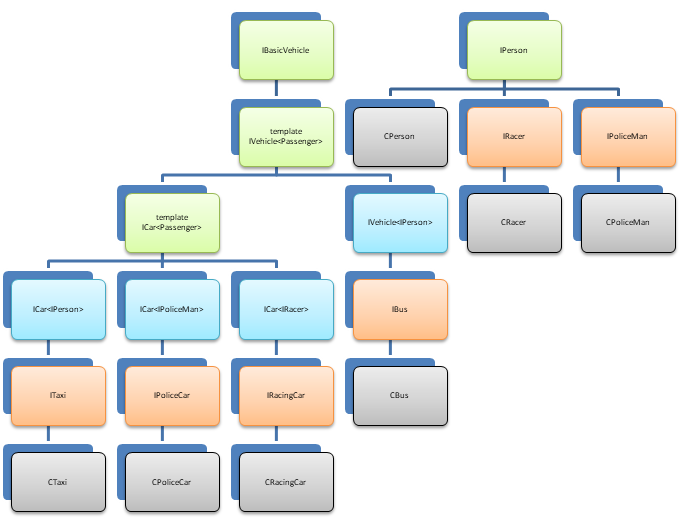 IBasicVehicle
IPerson
template
IVehicle<Passenger>
CPerson
IRacer
IPoliceMan
template
ICar<Passenger>
IVehicle<IPerson>
CRacer
CPoliceMan
ICar<IPerson>
ICar<IPoliceMan>
ICar<IRacer>
IBus
ITaxi
IPoliceCar
IRacingCar
CBus
CTaxi
CPoliceCar
CRacingCar